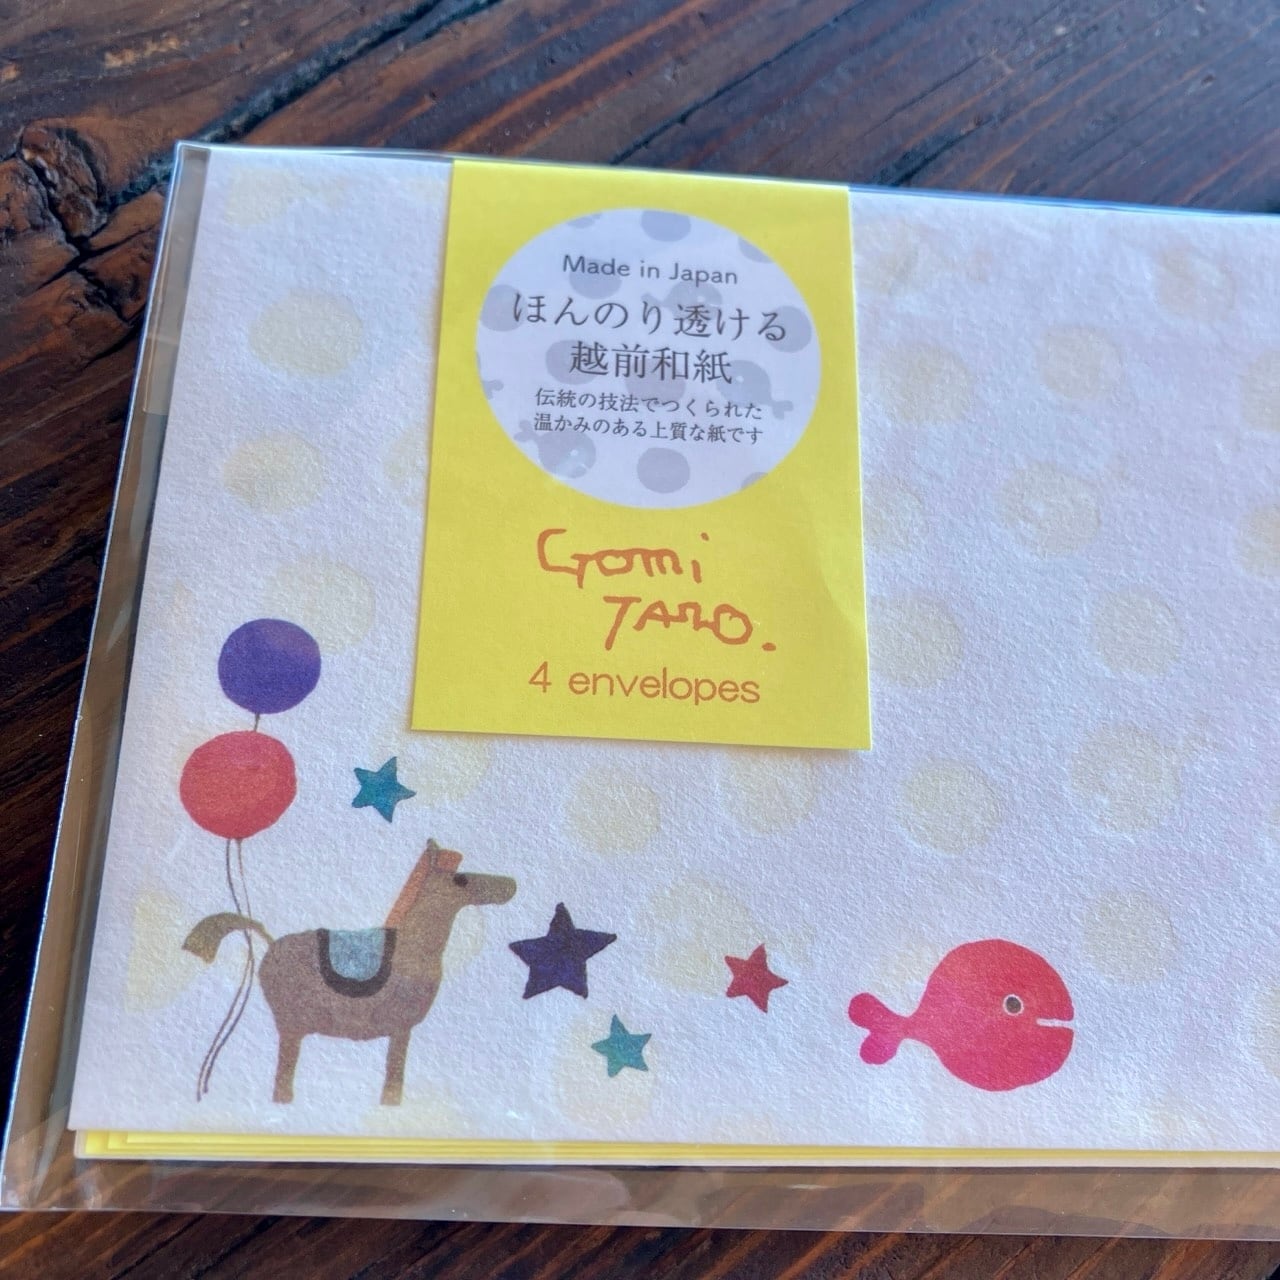 Made in Japan
ほんのり透ける
越前和紙
伝統の技法でつくられた
温かみのある上質な紙です
Gomi
TARO.
4 envelopes